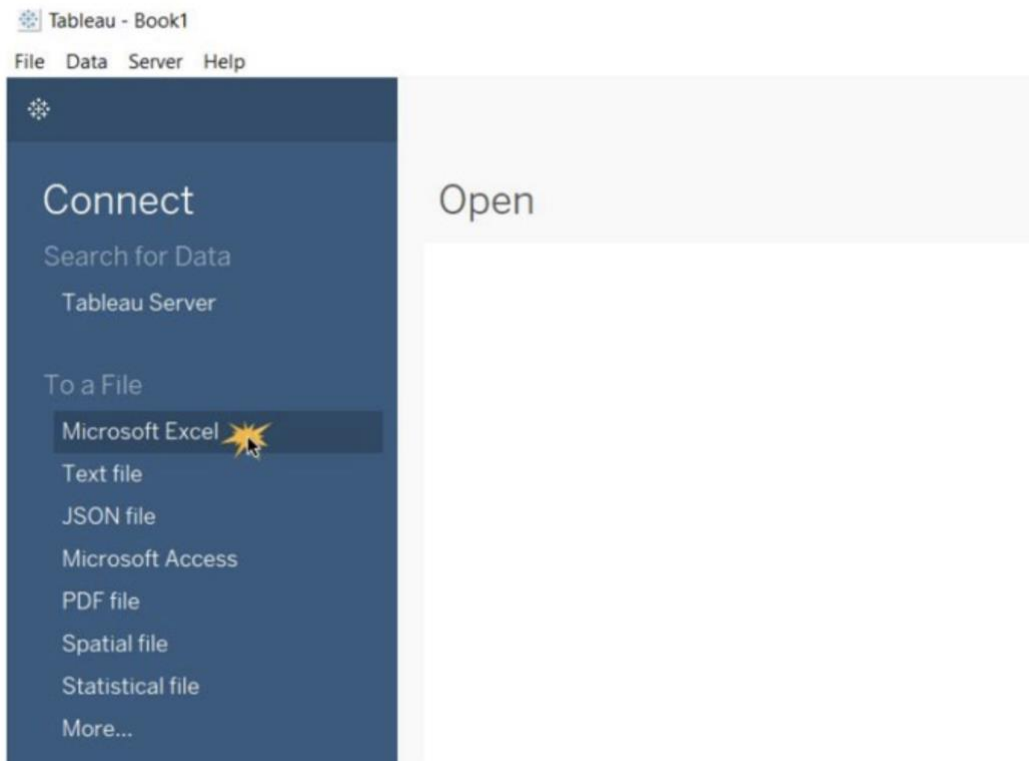 Tableau - Book1
File Data Server Help
Connect
Open
Search for Data
Tableau Server
To a File
Microsoft Excel
Text file
JSON file
Microsoft Access
PDF file
Spatial file
Statistical file
More...